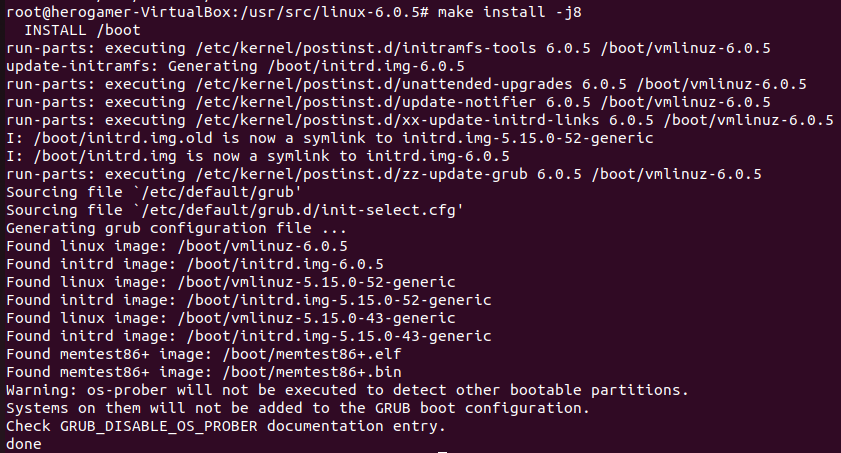 root@herogamer-VirtualBox:/usr/src/linux-6.0.5# make install -j8
  INSTALL /boot
run-parts: executing /etc/kernel/postinst.d/initramfs-tools 6.0.5 /boot/vmlinuz-6.0.5
update-initramfs: Generating /boot/initrd.img-6.0.5
run-parts: executing /etc/kernel/postinst.d/unattended-upgrades 6.0.5 /boot/vmlinuz-6.0.5
run-parts: executing /etc/kernel/postinst.d/update-notifier 6.0.5 /boot/vmlinuz-6.0.5
run-parts: executing /etc/kernel/postinst.d/xx-update-initrd-links 6.0.5 /boot/vmlinuz-6.0.5
I: /boot/initrd.img.old is now a symlink to initrd.img-5.15.0-52-generic
I: /boot/initrd.img is now a symlink to initrd.img-6.0.5
run-parts: executing /etc/kernel/postinst.d/zz-update-grub 6.0.5 /boot/vmlinuz-6.0.5
Sourcing file `/etc/default/grub'
Sourcing file `/etc/default/grub.d/init-select.cfg'
Generating grub configuration file ...
Found linux image: /boot/vmlinuz-6.0.5
Found initrd image: /boot/initrd.img-6.0.5
Found linux image: /boot/vmlinuz-5.15.0-52-generic
Found initrd image: /boot/initrd.img-5.15.0-52-generic
Found linux image: /boot/vmlinuz-5.15.0-43-generic
Found initrd image: /boot/initrd.img-5.15.0-43-generic
Found memtest86+ image: /boot/memtest86+.elf
Found memtest86+ image: /boot/memtest86+.bin
Warning: os-prober will not be executed to detect other bootable partitions.
Systems on them will not be added to the GRUB boot configuration.
Check GRUB_DISABLE_OS_PROBER documentation entry.
done